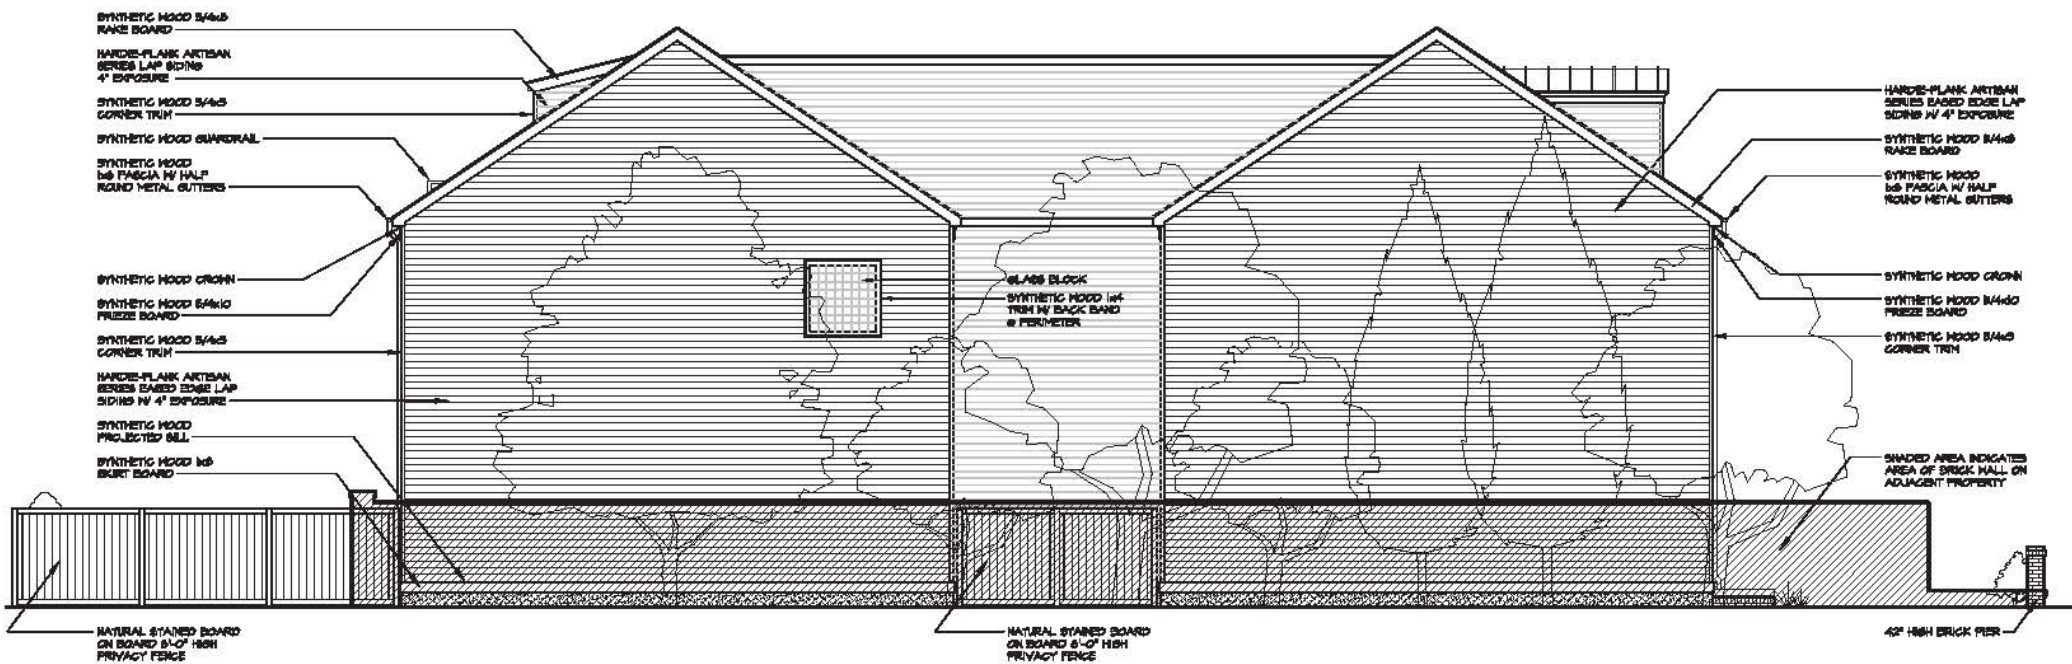 SYNTHETIC WOOD 5/4x8
RAKE BOARD
HARDIE-PLANK ARTISAN
SERIES LAP SIDING
4" EXPOSURE
SYNTHETIC WOOD 5/4x5
CORNER TRIM
SYNTHETIC WOOD GUARDRAIL
SYNTHETIC WOOD
1x8 FASCIA W/ HALF
ROUND METAL GUTTERS
SYNTHETIC WOOD CROWN
SYNTHETIC WOOD 5/4x10
FRIEZE BOARD
SYNTHETIC WOOD 5/4x5
CORNER TRIM
HARDIE-PLANK ARTISAN
SERIES EASED EDGE LAP
SIDING W/ 4" EXPOSURE
SYNTHETIC WOOD
PROJECTED SILL
SYNTHETIC WOOD
SKIRT BOARD
NATURAL STAINED BOARD
ON BOARD 6'-0" HIGH
PRIVACY FENCE
GLASS BLOCK
SYNTHETIC WOOD 1x4
TRIM W/ BACK BAND
@ PERIMETER
NATURAL STAINED BOARD
ON BOARD 6'-0" HIGH
PRIVACY FENCE
HARDIE-PLANK ARTISAN
SERIES EASED EDGE LAP
SIDING W/ 4" EXPOSURE
SYNTHETIC WOOD 5/4x8
RAKE BOARD
SYNTHETIC WOOD
1x8 FASCIA W/ HALF
ROUND METAL GUTTERS
SYNTHETIC WOOD CROWN
SYNTHETIC WOOD 5/4x10
FRIEZE BOARD
SYNTHETIC WOOD 5/4x5
CORNER TRIM
SHADED AREA INDICATES
AREA OF BRICK WALL ON
ADJACENT PROPERTY
42" HIGH BRICK PIER